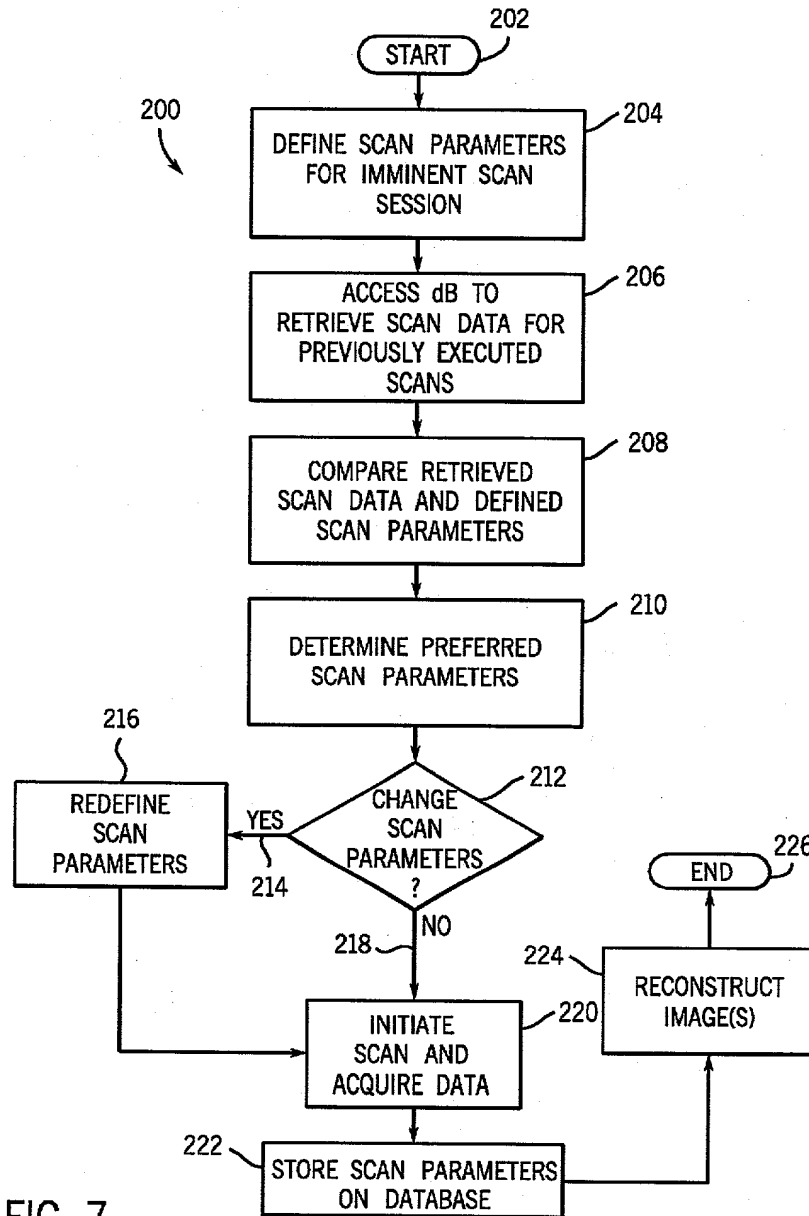 202
START
200
204
DEFINE SCAN PARAMETERS
FOR IMMINENT SCAN
SESSION
206
ACCESS dB TO
RETRIEVE SCAN DATA FOR
PREVIOUSLY EXECUTED
SCANS
208
COMPARE RETRIEVED
SCAN DATA AND DEFINED
SCAN PARAMETERS
210
DETERMINE PREFERRED
SCAN PARAMETERS
216
REDEFINE
SCAN
PARAMETERS
YES
214
212
CHANGE
SCAN
PARAMETERS
?
218
NO
220
INITIATE
SCAN AND
ACQUIRE DATA
222
STORE SCAN PARAMETERS
ON DATABASE
224
RECONSTRUCT
IMAGE(S)
226
END
FIG. 7